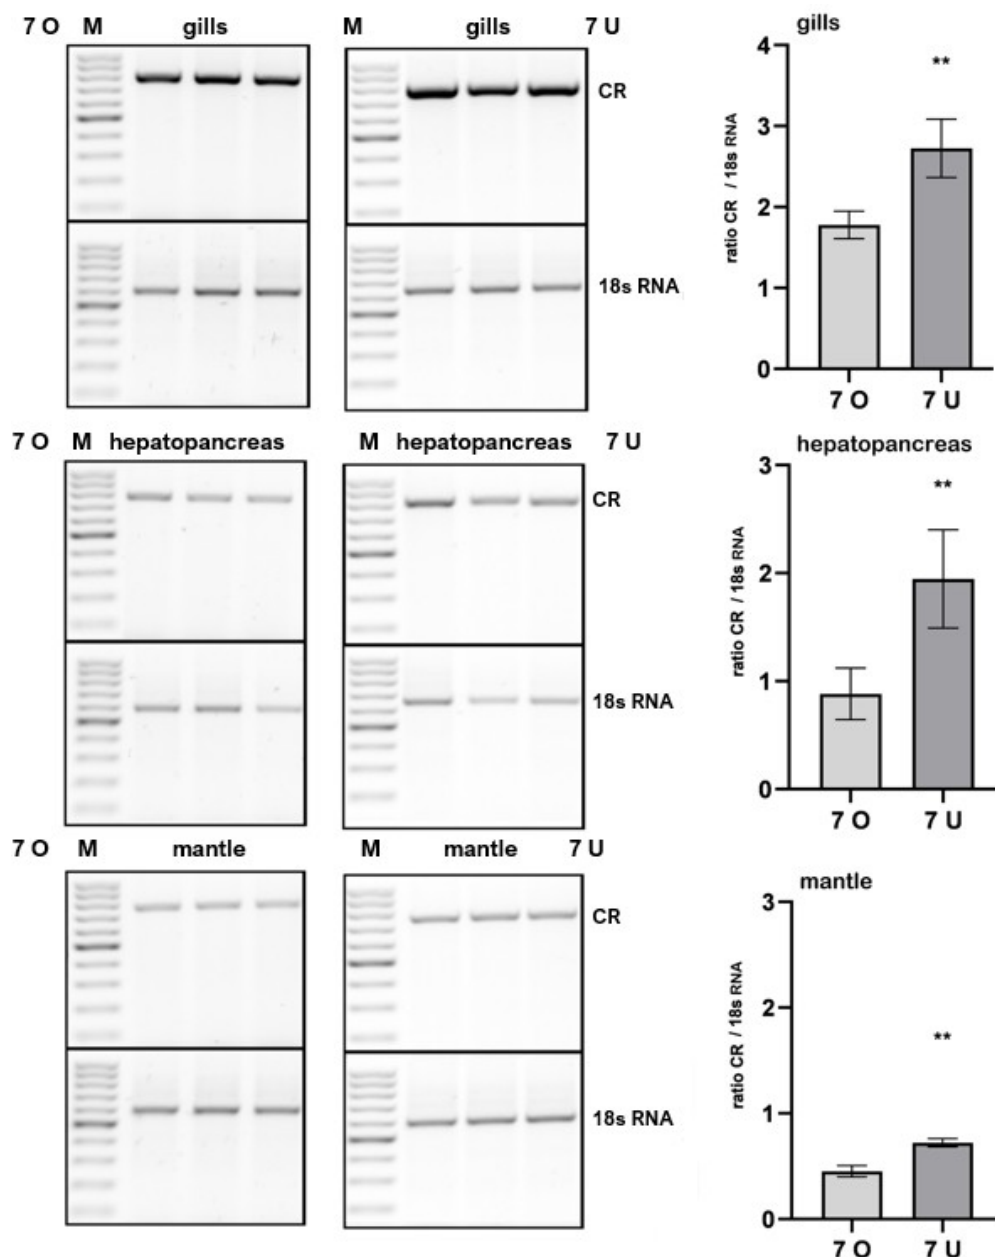 7 O M gills
M gills 7 U
CR
18s RNA
gills
ratio CR / 18s RNA
4
3
2
1
0
**
7 O 7 U
7 O M hepatopancreas
M hepatopancreas 7 U
CR
18s RNA
hepatopancreas
ratio CR / 18s RNA
3
2
1
0
**
7 O 7 U
7 O M mantle
M mantle 7 U
CR
18s RNA
mantle
ratio CR / 18s RNA
3
2
1
0
**
7 O 7 U